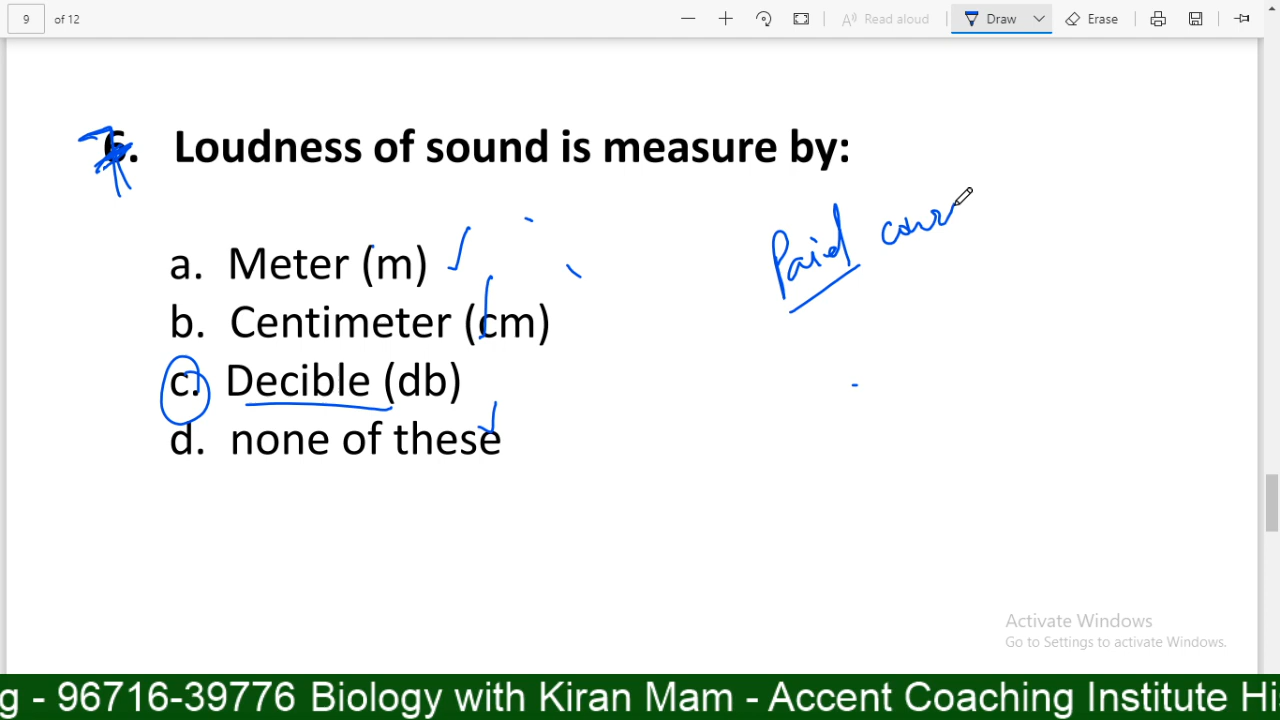 9 of 12 Read aloud Draw Erase
6. Loudness of sound is measure by:
Paid cour
a. Meter (m)
b. Centimeter (cm)
c. Decible (db)
d. none of these
Activate Windows
Go to Settings to activate Windows.
g - 96716-39776 Biology with Kiran Mam - Accent Coaching Institute Hi